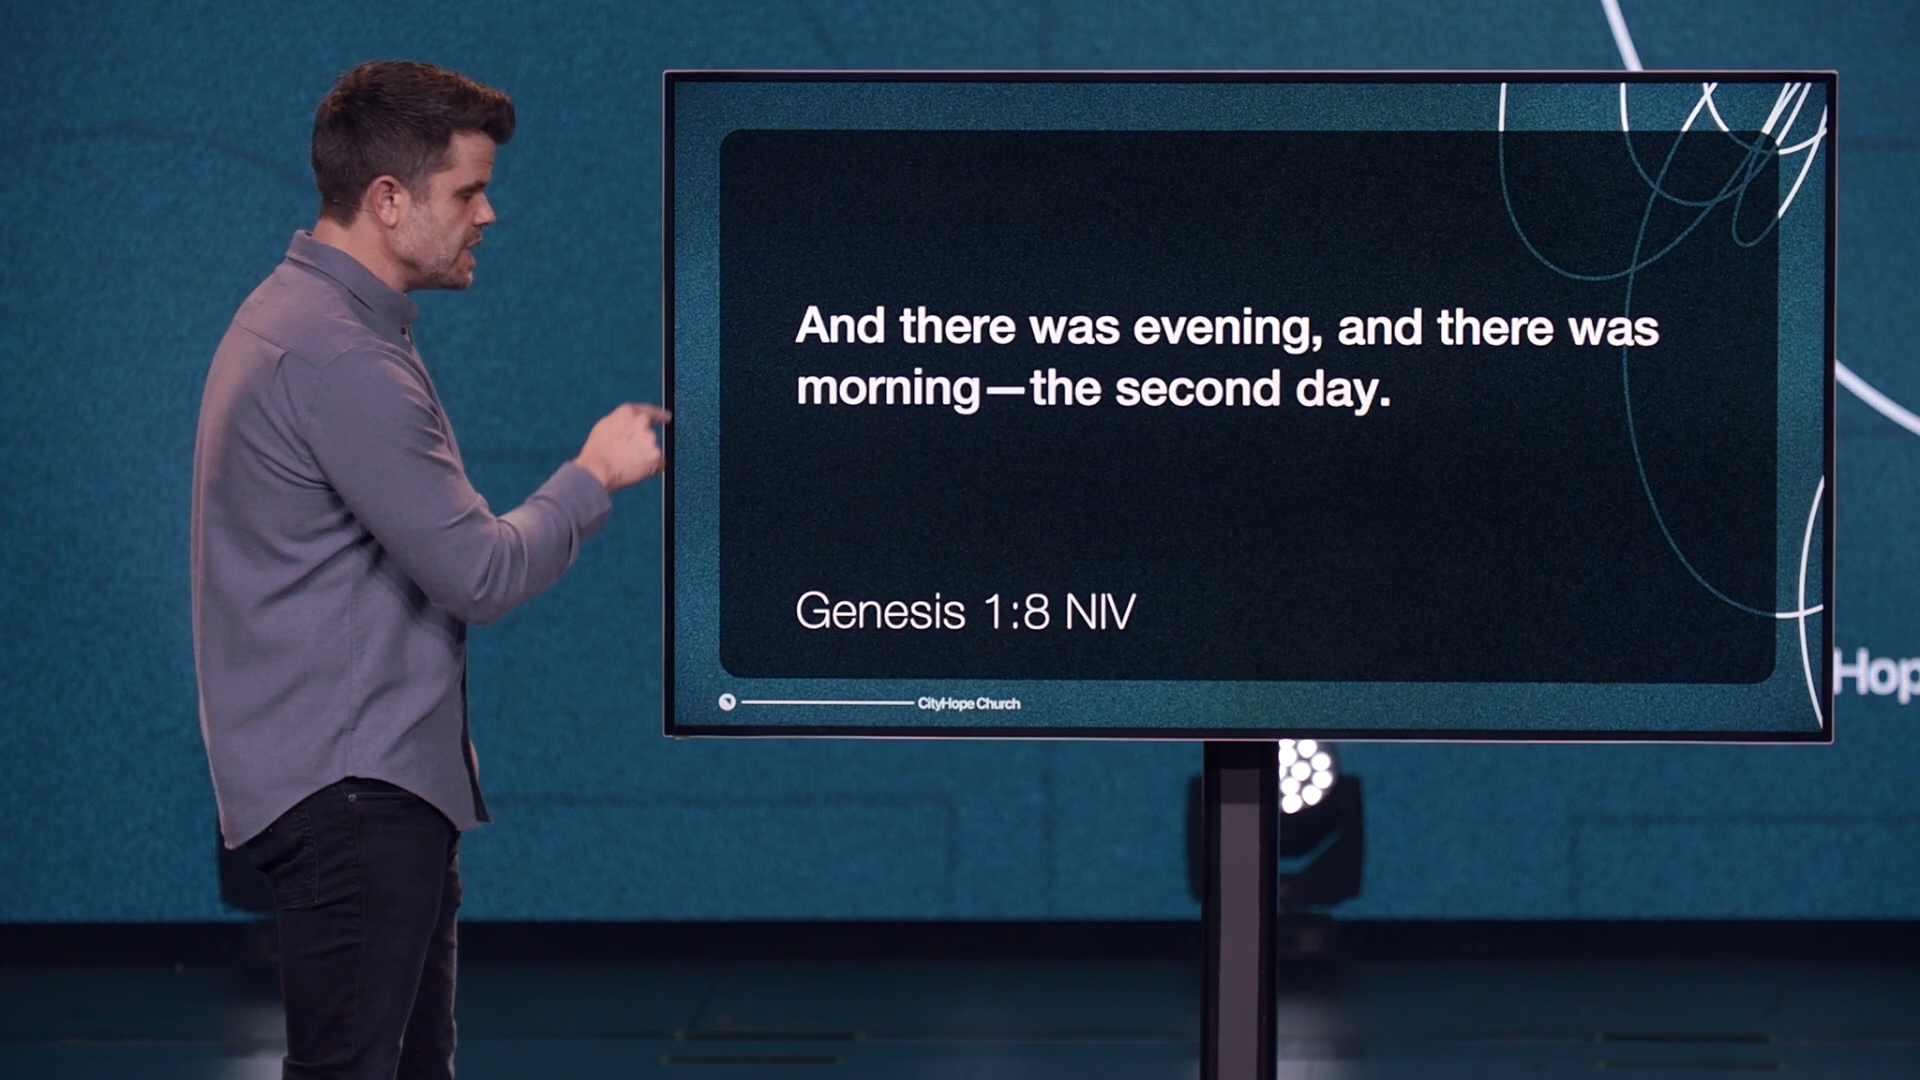 And there was evening, and there was
morning—the second day.
Genesis 1:8 NIV
CityHope Church
Hop